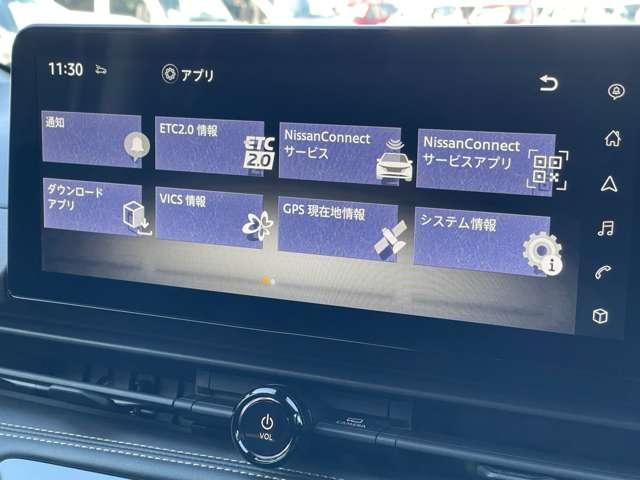 11:30
アプリ
通知
ETC2.0 情報
ETC
2.0
NissanConnect
サービス
NissanConnect
サービスアプリ
ダウンロード
アプリ
VICS 情報
GPS 現在地情報
システム情報
VOL
CAMERA